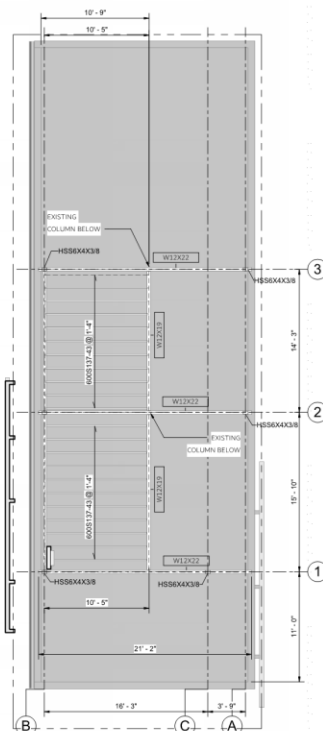 10' - 9"
10' - 5"
EXISTING
COLUMN BELOW
HSS6X4X3/8
W12X22
3
HSS6X4X3/8
600S137-43 @ 1'-4"
W12X19
14' - 3"
W12X22
2
HSS6X4X3/8
EXISTING
COLUMN BELOW
600S137-43 @ 1'-4"
W12X19
15' - 10"
W12X22
1
HSS6X4X3/8
HSS6X4X3/8
10' - 5"
11' - 0"
21' - 2"
16' - 3"
3' - 9"
B
C
A